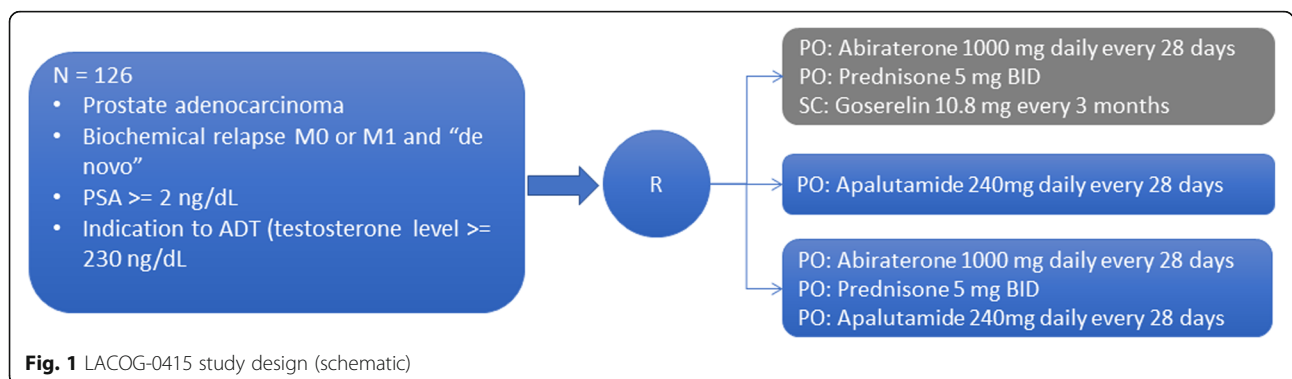 N = 126
• Prostate adenocarcinoma
• Biochemical relapse M0 or M1 and “de
novo”
• PSA >= 2 ng/dL
• Indication to ADT (testosterone level >=
230 ng/dL
R
PO: Abiraterone 1000 mg daily every 28 days
PO: Prednisone 5 mg BID
SC: Goserelin 10.8 mg every 3 months
PO: Apalutamide 240mg daily every 28 days
PO: Abiraterone 1000 mg daily every 28 days
PO: Prednisone 5 mg BID
PO: Apalutamide 240mg daily every 28 days
Fig. 1 LACOG-0415 study design (schematic)